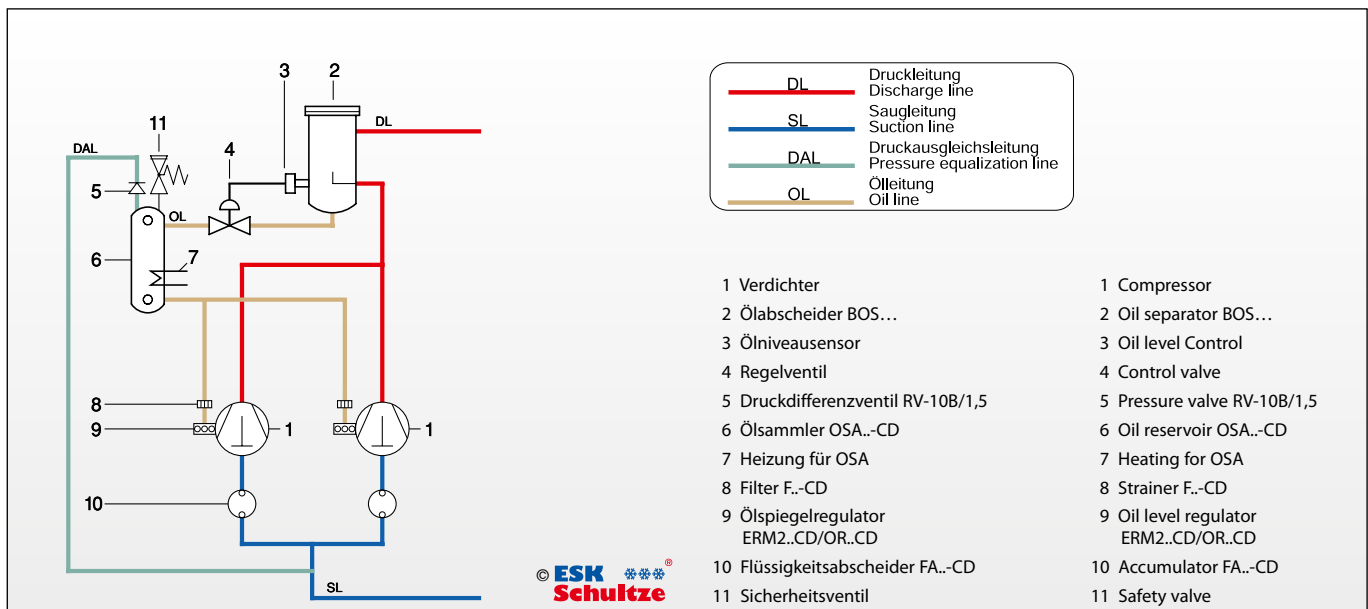 3
2
11
DL
DAL
4
5
OL
6
7
8
9
1
1
10
SL
© ESK ®
Schultze
DL
Druckleitung
Discharge line
SL
Saugleitung
Suction line
DAL
Druckausgleichsleitung
Pressure equalization line
OL
Ölleitung
Oil line
1 Verdichter
2 Ölabscheider BOS…
3 Ölniveausensor
4 Regelventil
5 Druckdifferenzventil RV-10B/1,5
6 Ölsammler OSA..-CD
7 Heizung für OSA
8 Filter F..-CD
9 Ölspiegelregulator
ERM2..CD/OR..CD
10 Flüssigkeitsabscheider FA..-CD
11 Sicherheitsventil
1 Compressor
2 Oil separator BOS…
3 Oil level Control
4 Control valve
5 Pressure valve RV-10B/1,5
6 Oil reservoir OSA..-CD
7 Heating for OSA
8 Strainer F..-CD
9 Oil level regulator
ERM2..CD/OR..CD
10 Accumulator FA..-CD
11 Safety valve